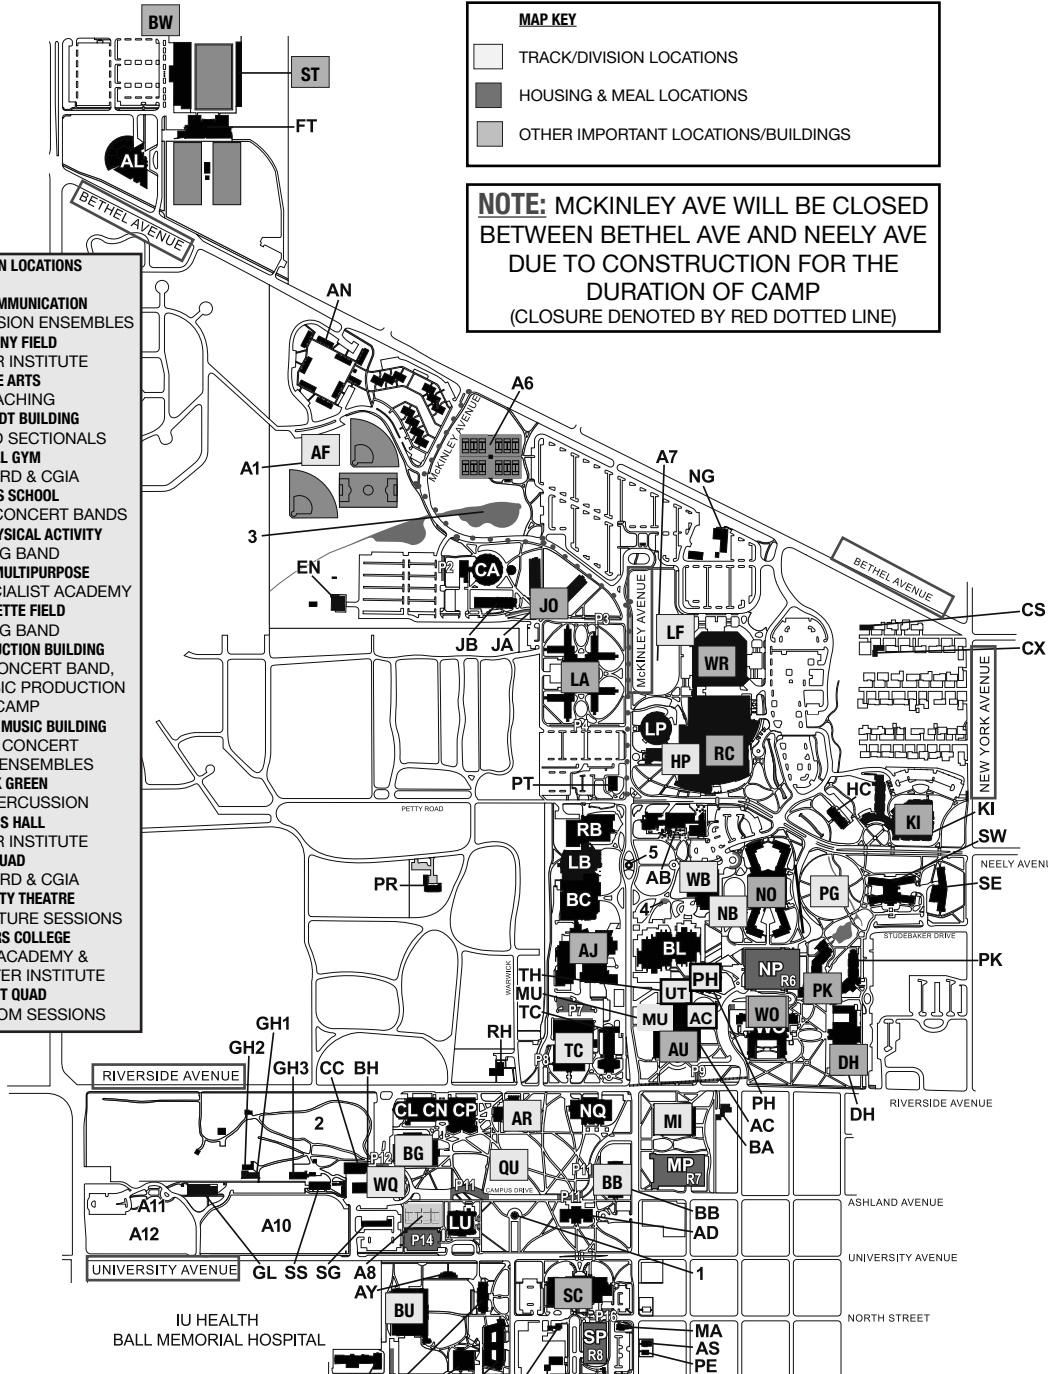 BW
MAP KEY
TRACK/DIVISION LOCATIONS
HOUSING & MEAL LOCATIONS
OTHER IMPORTANT LOCATIONS/BUILDINGS
ST
FT
AL
BETHEL AVENUE
NOTE: MCKINLEY AVE WILL BE CLOSED
BETWEEN BETHEL AVE AND NEELY AVE
DUE TO CONSTRUCTION FOR THE
DURATION OF CAMP
(CLOSURE DENOTED BY RED DOTTED LINE)
N LOCATIONS
MMUNICATION
SION ENSEMBLES
NY FIELD
R INSTITUTE
E ARTS
ACHING
DT BUILDING
O SECTIONALS
L GYM
RD & CGIA
S SCHOOL
CONCERT BANDS
HYSICAL ACTIVITY
G BAND
MULTIPURPOSE
CIALIST ACADEMY
ETTE FIELD
G BAND
UCTION BUILDING
CONCERT BAND,
SIC PRODUCTION
CAMP
MUSIC BUILDING
CONCERT
ENSEMBLES
K GREEN
ERCUSSION
S HALL
R INSTITUTE
UAD
RD & CGIA
TY THEATRE
TURE SESSIONS
RS COLLEGE
ACADEMY &
VER INSTITUTE
T QUAD
OM SESSIONS
AN
A6
McKINLEY AVENUE
A1
AF
A7
NG
3
EN
P2
CA
BETHEL AVENUE
JO
JB
JA
P3
McKINLEY AVENUE
LF
WR
CS
CX
NEW YORK AVENUE
LA
P4
LP
HP
RC
PT
PETTY ROAD
HC
KI
KI
SW
NEELY AVENUE
SE
RB
LB
5
AB
WB
NO
PG
PR
BC
4
NB
STUDEBAKER DRIVE
AJ
BL
WARWICK
TH
MU
TC
PH
UT
NP
R6
PK
PK
P7
MU
AC
WO
RH
P8
TC
AU
P9
DH
PH
AC
BA
DH
RIVERSIDE AVENUE
RIVERSIDE AVENUE
GH1
GH2
GH3
CC
BH
2
CL
CN
CP
AR
NQ
MI
P12
BG
QU
P11
MP
R7
WQ
BB
CAMPUS DRIVE
P11
P11
BB
AD
ASHLAND AVENUE
A11
A12
A10
LU
P14
1
UNIVERSITY AVENUE
UNIVERSITY AVENUE
GL
SS
SG
A8
AY
BU
SC
NORTH STREET
P16
IU HEALTH
BALL MEMORIAL HOSPITAL
SP
R8
MA
AS
PE